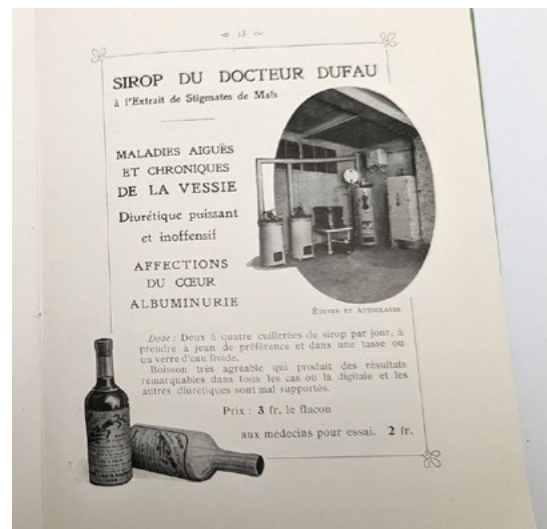 13
SIROP DU DOCTEUR DUFAU
à l'Extrait de Stigmates de Maïs
MALADIES AIGUËS
ET CHRONIQUES
DE LA VESSIE
Diurétique puissant
et inoffensif
AFFECTIONS
DU CŒUR
ALBUMINURIE
ÉTUVES ET AUTOCLAVES
Dose : Deux à quatre cuillerées de sirop par jour, à
prendre à jeun de préférence et dans une tasse ou
un verre d'eau froide.
Boisson très agréable qui produit des résultats
remarquables dans tous les cas où la digitale et les
autres diurétiques sont mal supportés.
Prix : 3 fr. le flacon
aux médecins pour essai. 2 fr.